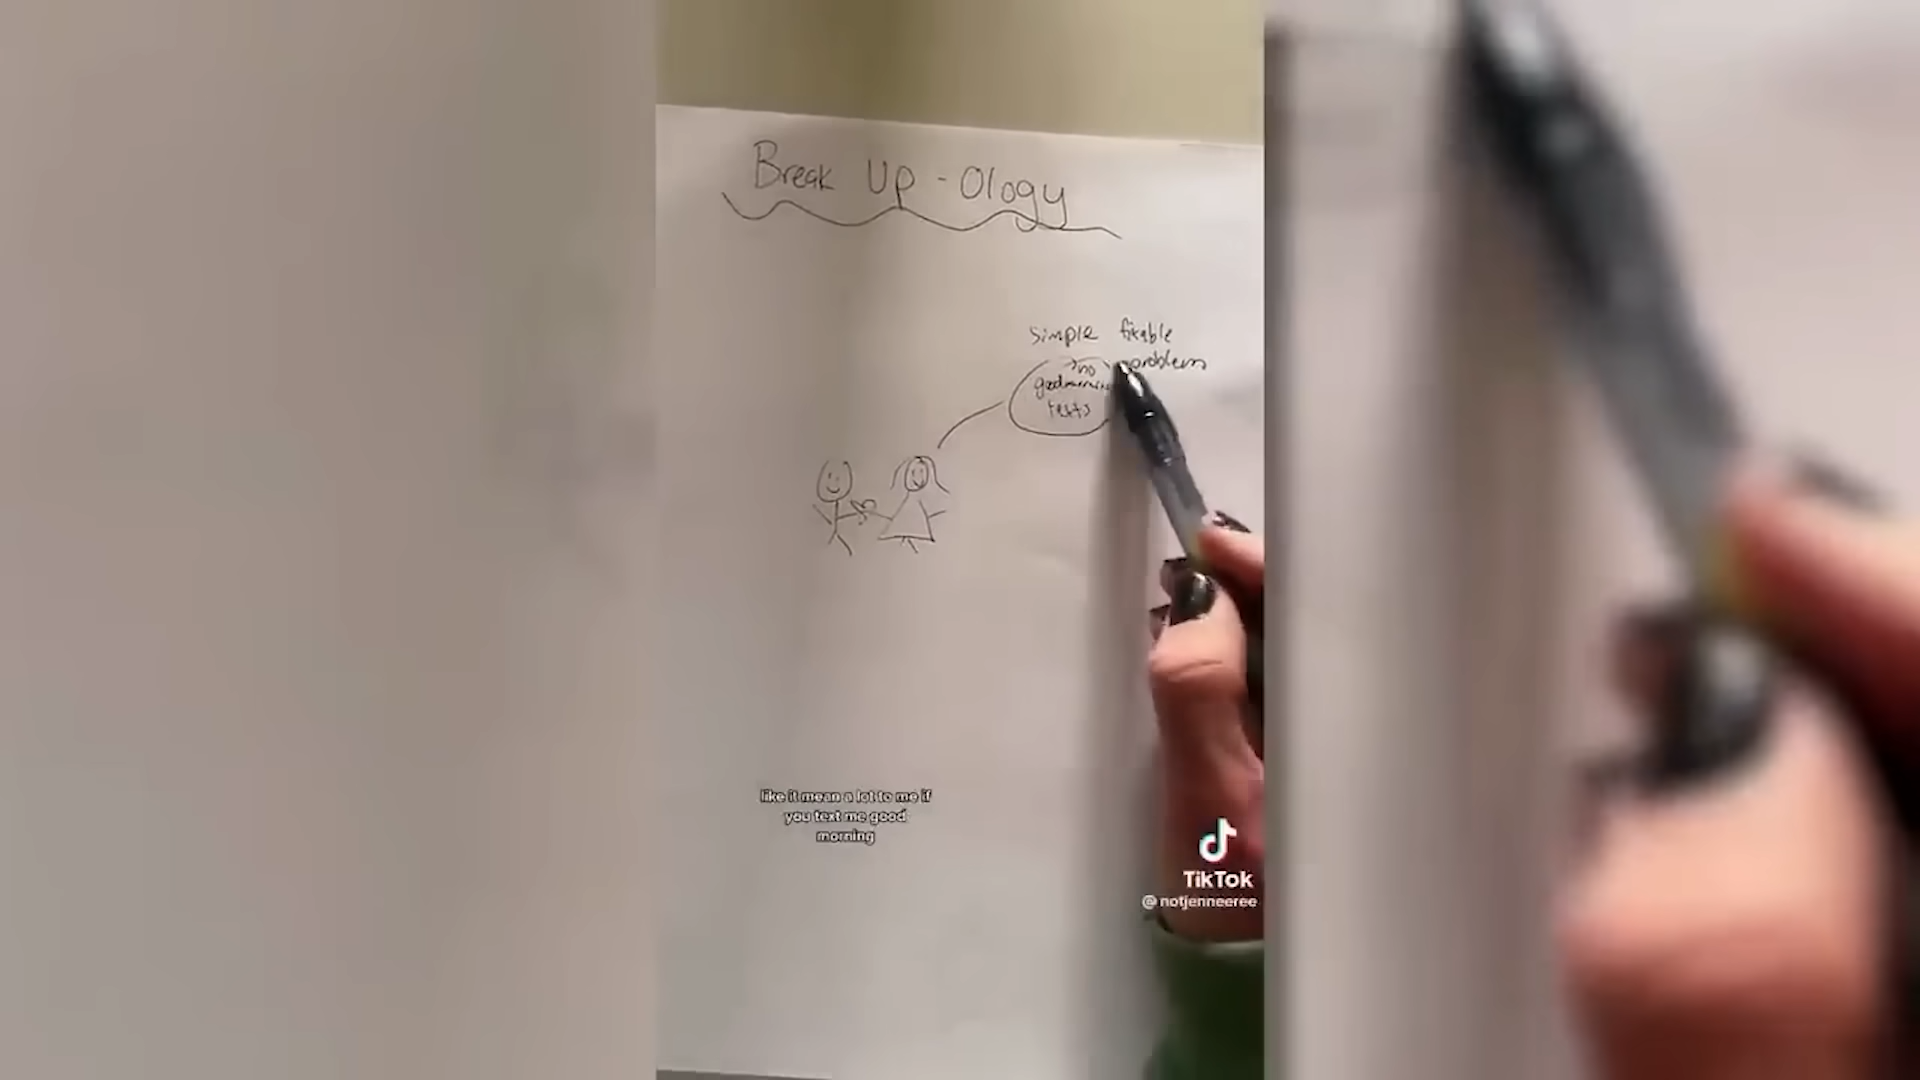 Break Up - Ology
simple fixable
problem
→ no
goodmorning
texts
like it mean a lot to me if
you text me good
morning
TikTok
@notjenneeree